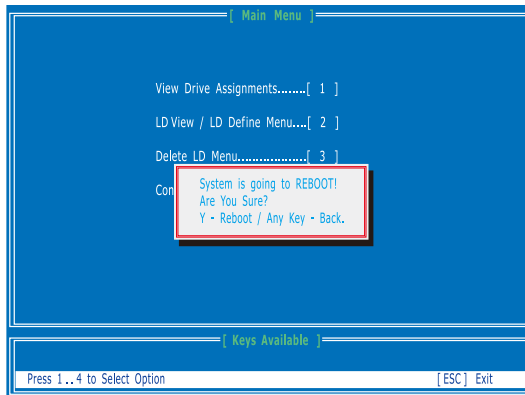 [ Main Menu ]
View Drive Assignments........[ 1 ]
LD View / LD Define Menu....[ 2 ]
Delete LD Menu...................[ 3 ]
Con
System is going to REBOOT!
Are You Sure?
Y - Reboot / Any Key - Back.
[ Keys Available ]
Press 1..4 to Select Option [ESC] Exit